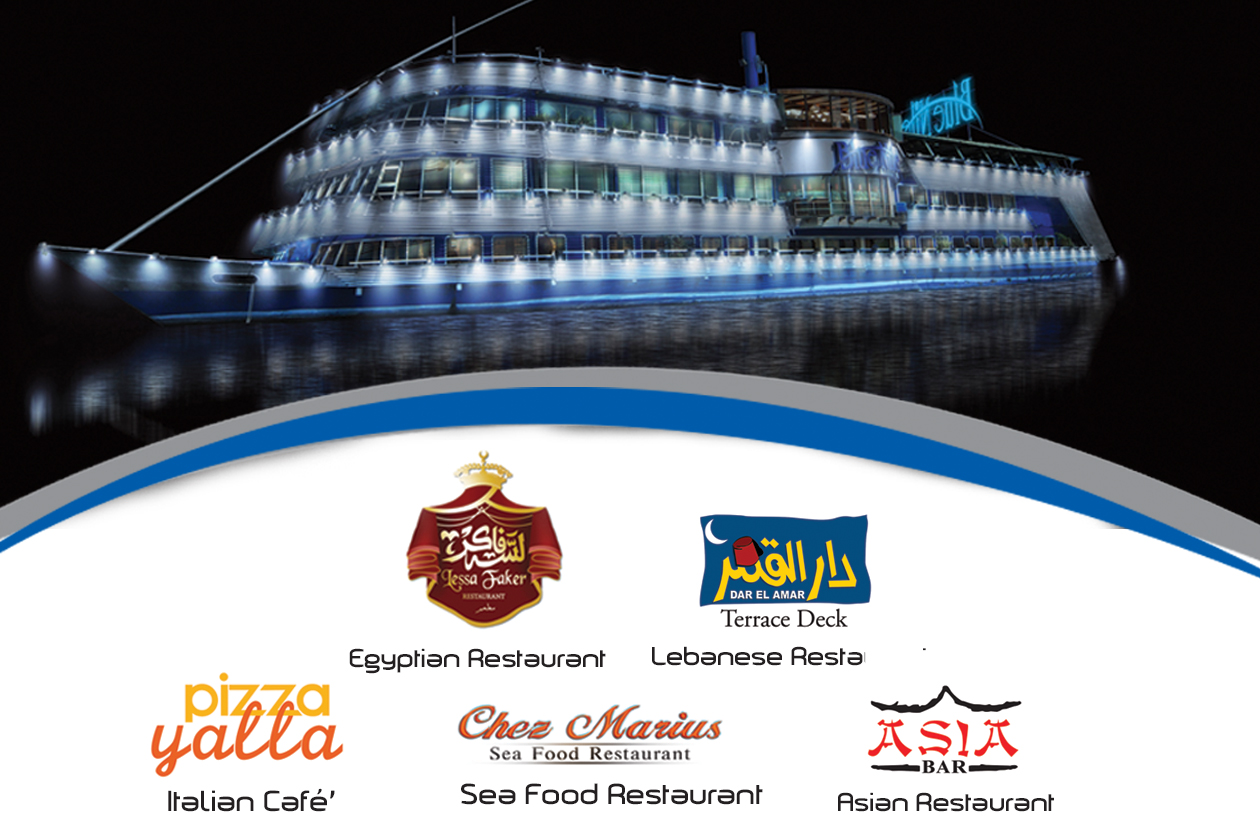 لسه فاكر
Lessa Faker
RESTAURANT
مطعم
Egyptian Restaurant
دار القمر
DAR EL AMAR
Terrace Deck
Lebanese Resta
pizza
yalla
Italian Café'
Chez Marius
Sea Food Restaurant
Sea Food Restaurant
ASIA
BAR
Asian Restaurant